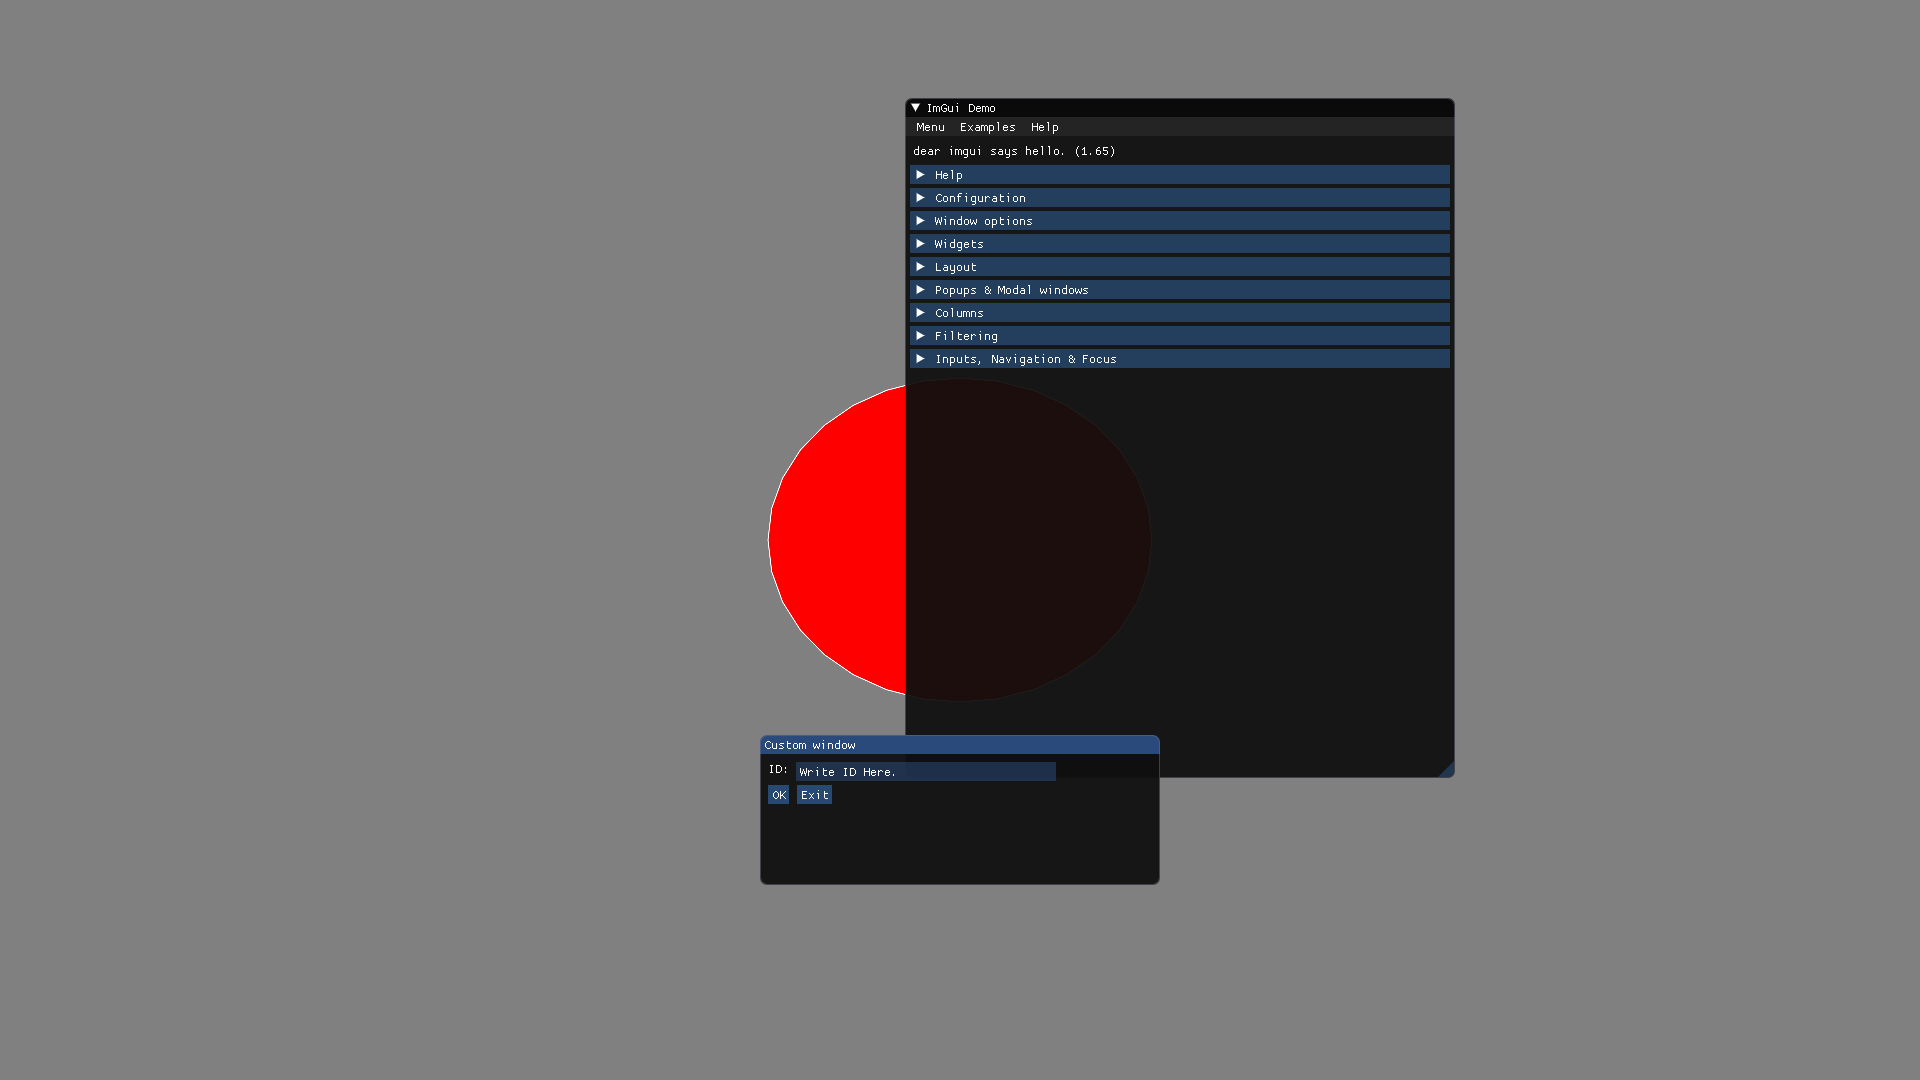 ImGui Demo
Menu Examples Help
dear imgui says hello. (1.65)
Help
Configuration
Window options
Widgets
Layout
Popups & Modal windows
Columns
Filtering
Inputs, Navigation & Focus
Custom window
ID: Write ID Here.
OK Exit